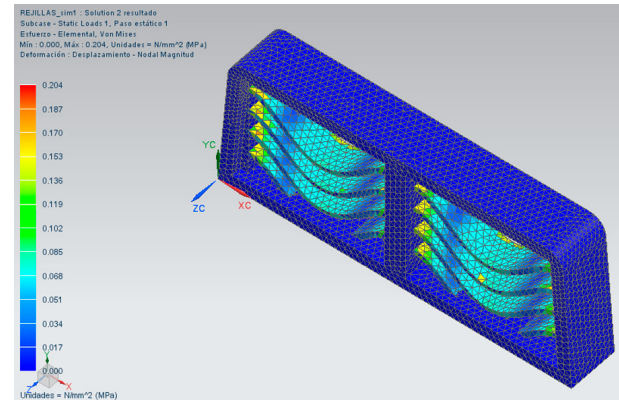 REJILLAS_sim1 : Solution 2 resultado
Subcase - Static Loads 1, Paso estático 1
Esfuerzo - Elemental, Von Mises
Mín : 0.000, Máx : 0.204, Unidades = N/mm^2 (MPa)
Deformación : Desplazamiento - Nodal Magnitud
0.204
0.187
0.170
0.153
0.136
0.119
0.102
0.085
0.068
0.051
0.034
0.017
0.000
YC
ZC
XC
Y
Z
X
Unidades = N/mm^2 (MPa)